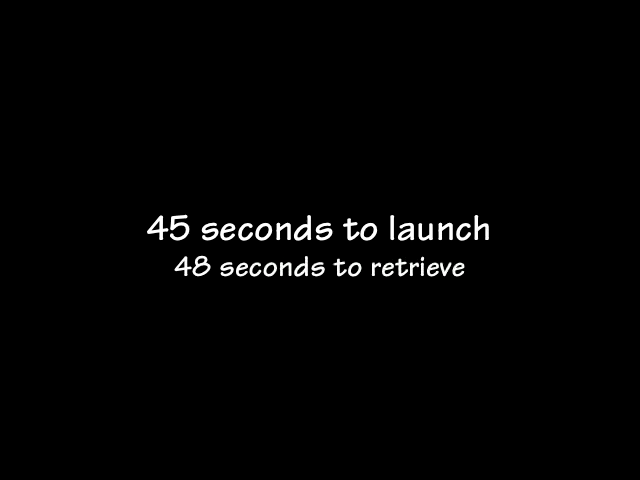 45 seconds to launch
48 seconds to retrieve